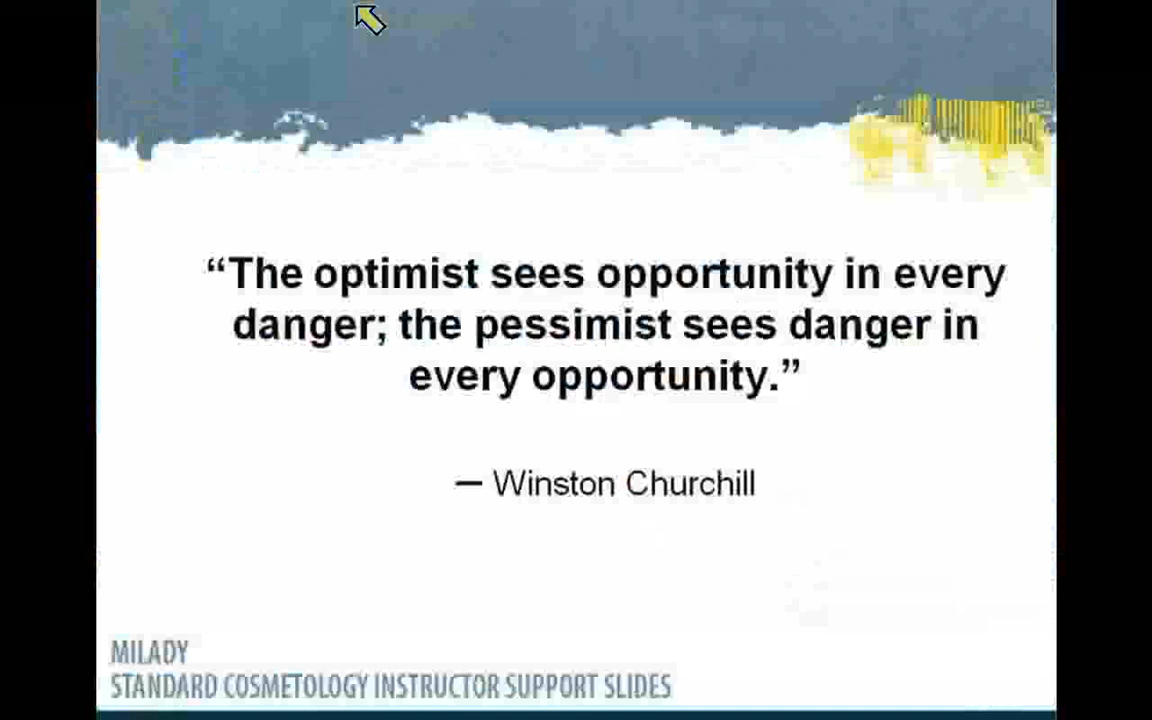 “The optimist sees opportunity in every
danger; the pessimist sees danger in
every opportunity.”
— Winston Churchill
MILADY
STANDARD COSMETOLOGY INSTRUCTOR SUPPORT SLIDES